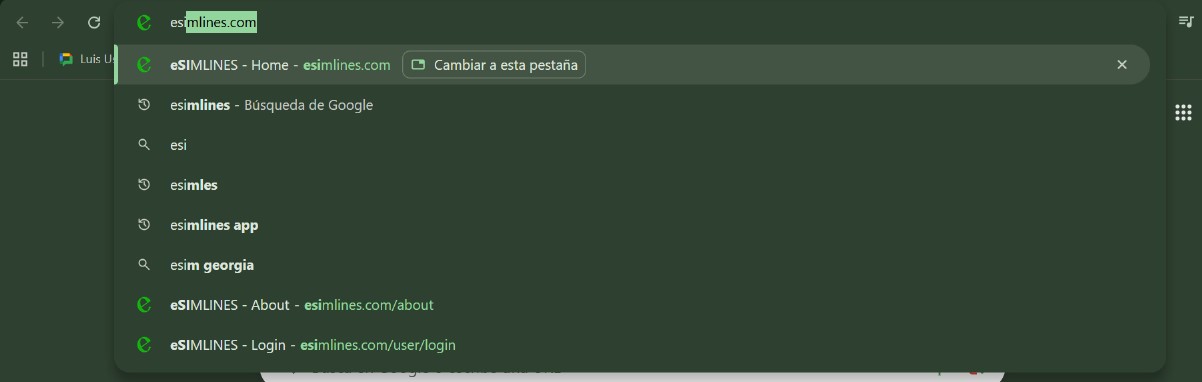 esimlines.com
Luis Us
eSIMLINES - Home - esimlines.com Cambiar a esta pestaña
esimlines - Búsqueda de Google
esi
esimles
esimlines app
esim georgia
eSIMLINES - About - esimlines.com/about
eSIMLINES - Login - esimlines.com/user/login